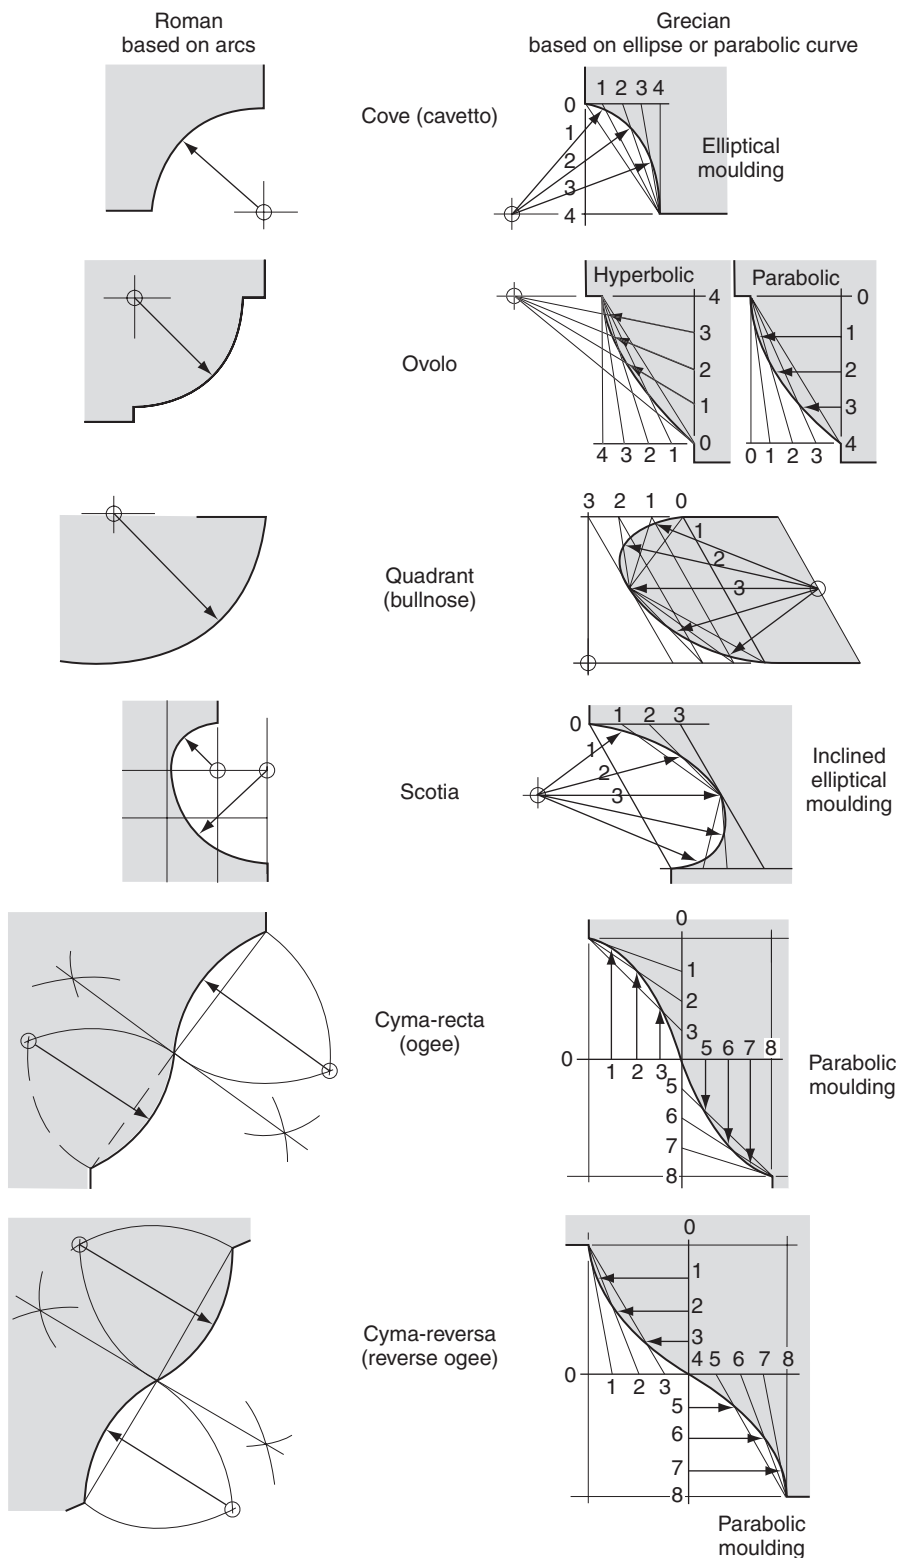 Roman
based on arcs
Grecian
based on ellipse or parabolic curve
Cove (cavetto)
1 2 3 4
0
1
2
3
4
Elliptical
moulding
Ovolo
Hyperbolic
4
3
2
1
0
4 3 2 1
Parabolic
0
1
2
3
4
0 1 2 3
Quadrant
(bullnose)
3 2 1 0
1
2
3
Scotia
0
1 2 3
1
2
3
Inclined
elliptical
moulding
Cyma-recta
(ogee)
0
1
2
3
5 6 7 8
0
1 2 3
5
6
7
8
Parabolic
moulding
Cyma-reversa
(reverse ogee)
0
1
2
3
4 5 6 7 8
0
1 2 3
5
6
7
8
Parabolic
moulding